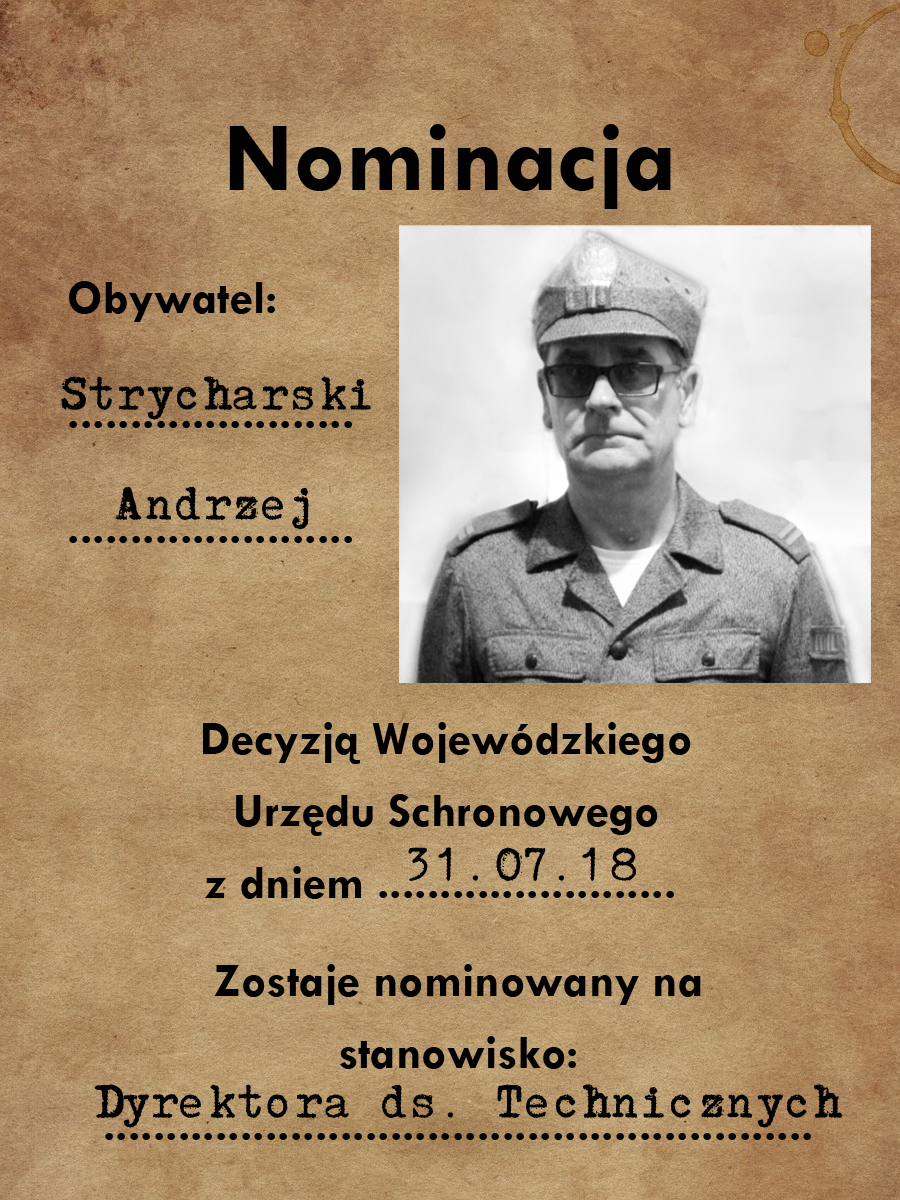 Nominacja
Obywatel:
Strycharski
Andrzej
Decyzją Wojewódzkiego
Urzędu Schronowego
z dniem 31.07.18
Zostaje nominowany na
stanowisko:
Dyrektora ds. Technicznych